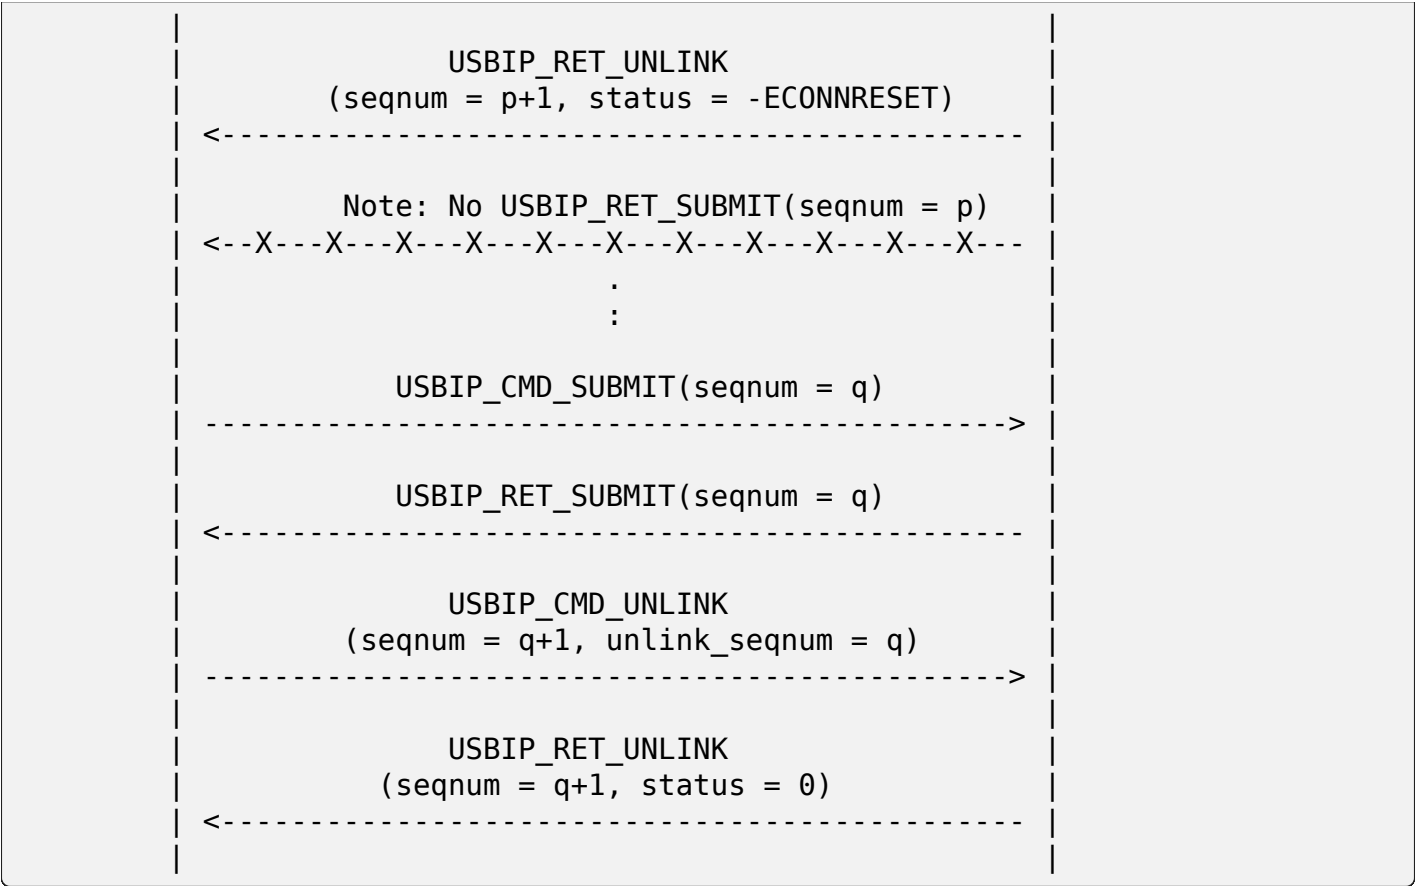 USBIP_RET_UNLINK
(seqnum = p+1, status = -ECONNRESET)
<----------------------------------------------
Note: No USBIP_RET_SUBMIT(seqnum = p)
<--X---X---X---X---X---X---X---X---X---X---X---
.
:
USBIP_CMD_SUBMIT(seqnum = q)
---------------------------------------------->
USBIP_RET_SUBMIT(seqnum = q)
<----------------------------------------------
USBIP_CMD_UNLINK
(seqnum = q+1, unlink_seqnum = q)
---------------------------------------------->
USBIP_RET_UNLINK
(seqnum = q+1, status = 0)
<----------------------------------------------